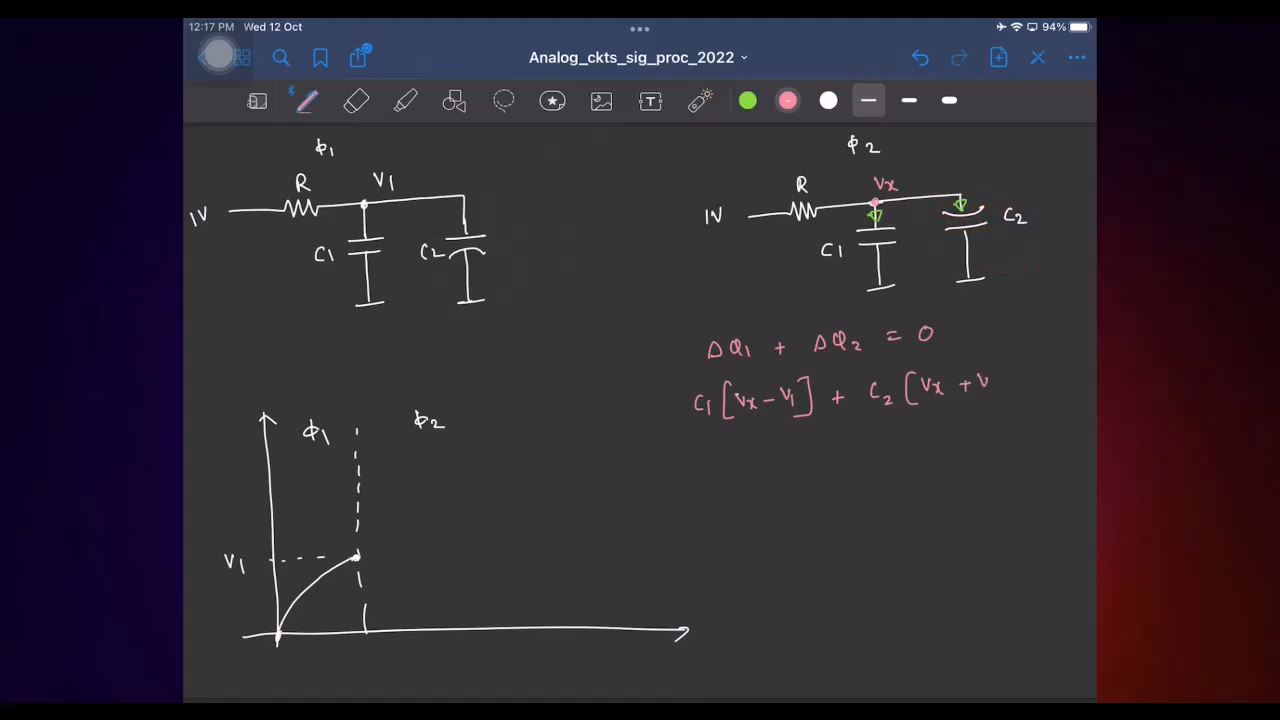 12:17 PM Wed 12 Oct
94%
Analog_ckts_sig_proc_2022
T
ϕ1
ϕ2
R
V1
1V
C1
C2
R
Vx
1V
C1
C2
ΔQ1 + ΔQ2 = 0
C1[Vx-V1] + C2[Vx + V
ϕ1
ϕ2
V1